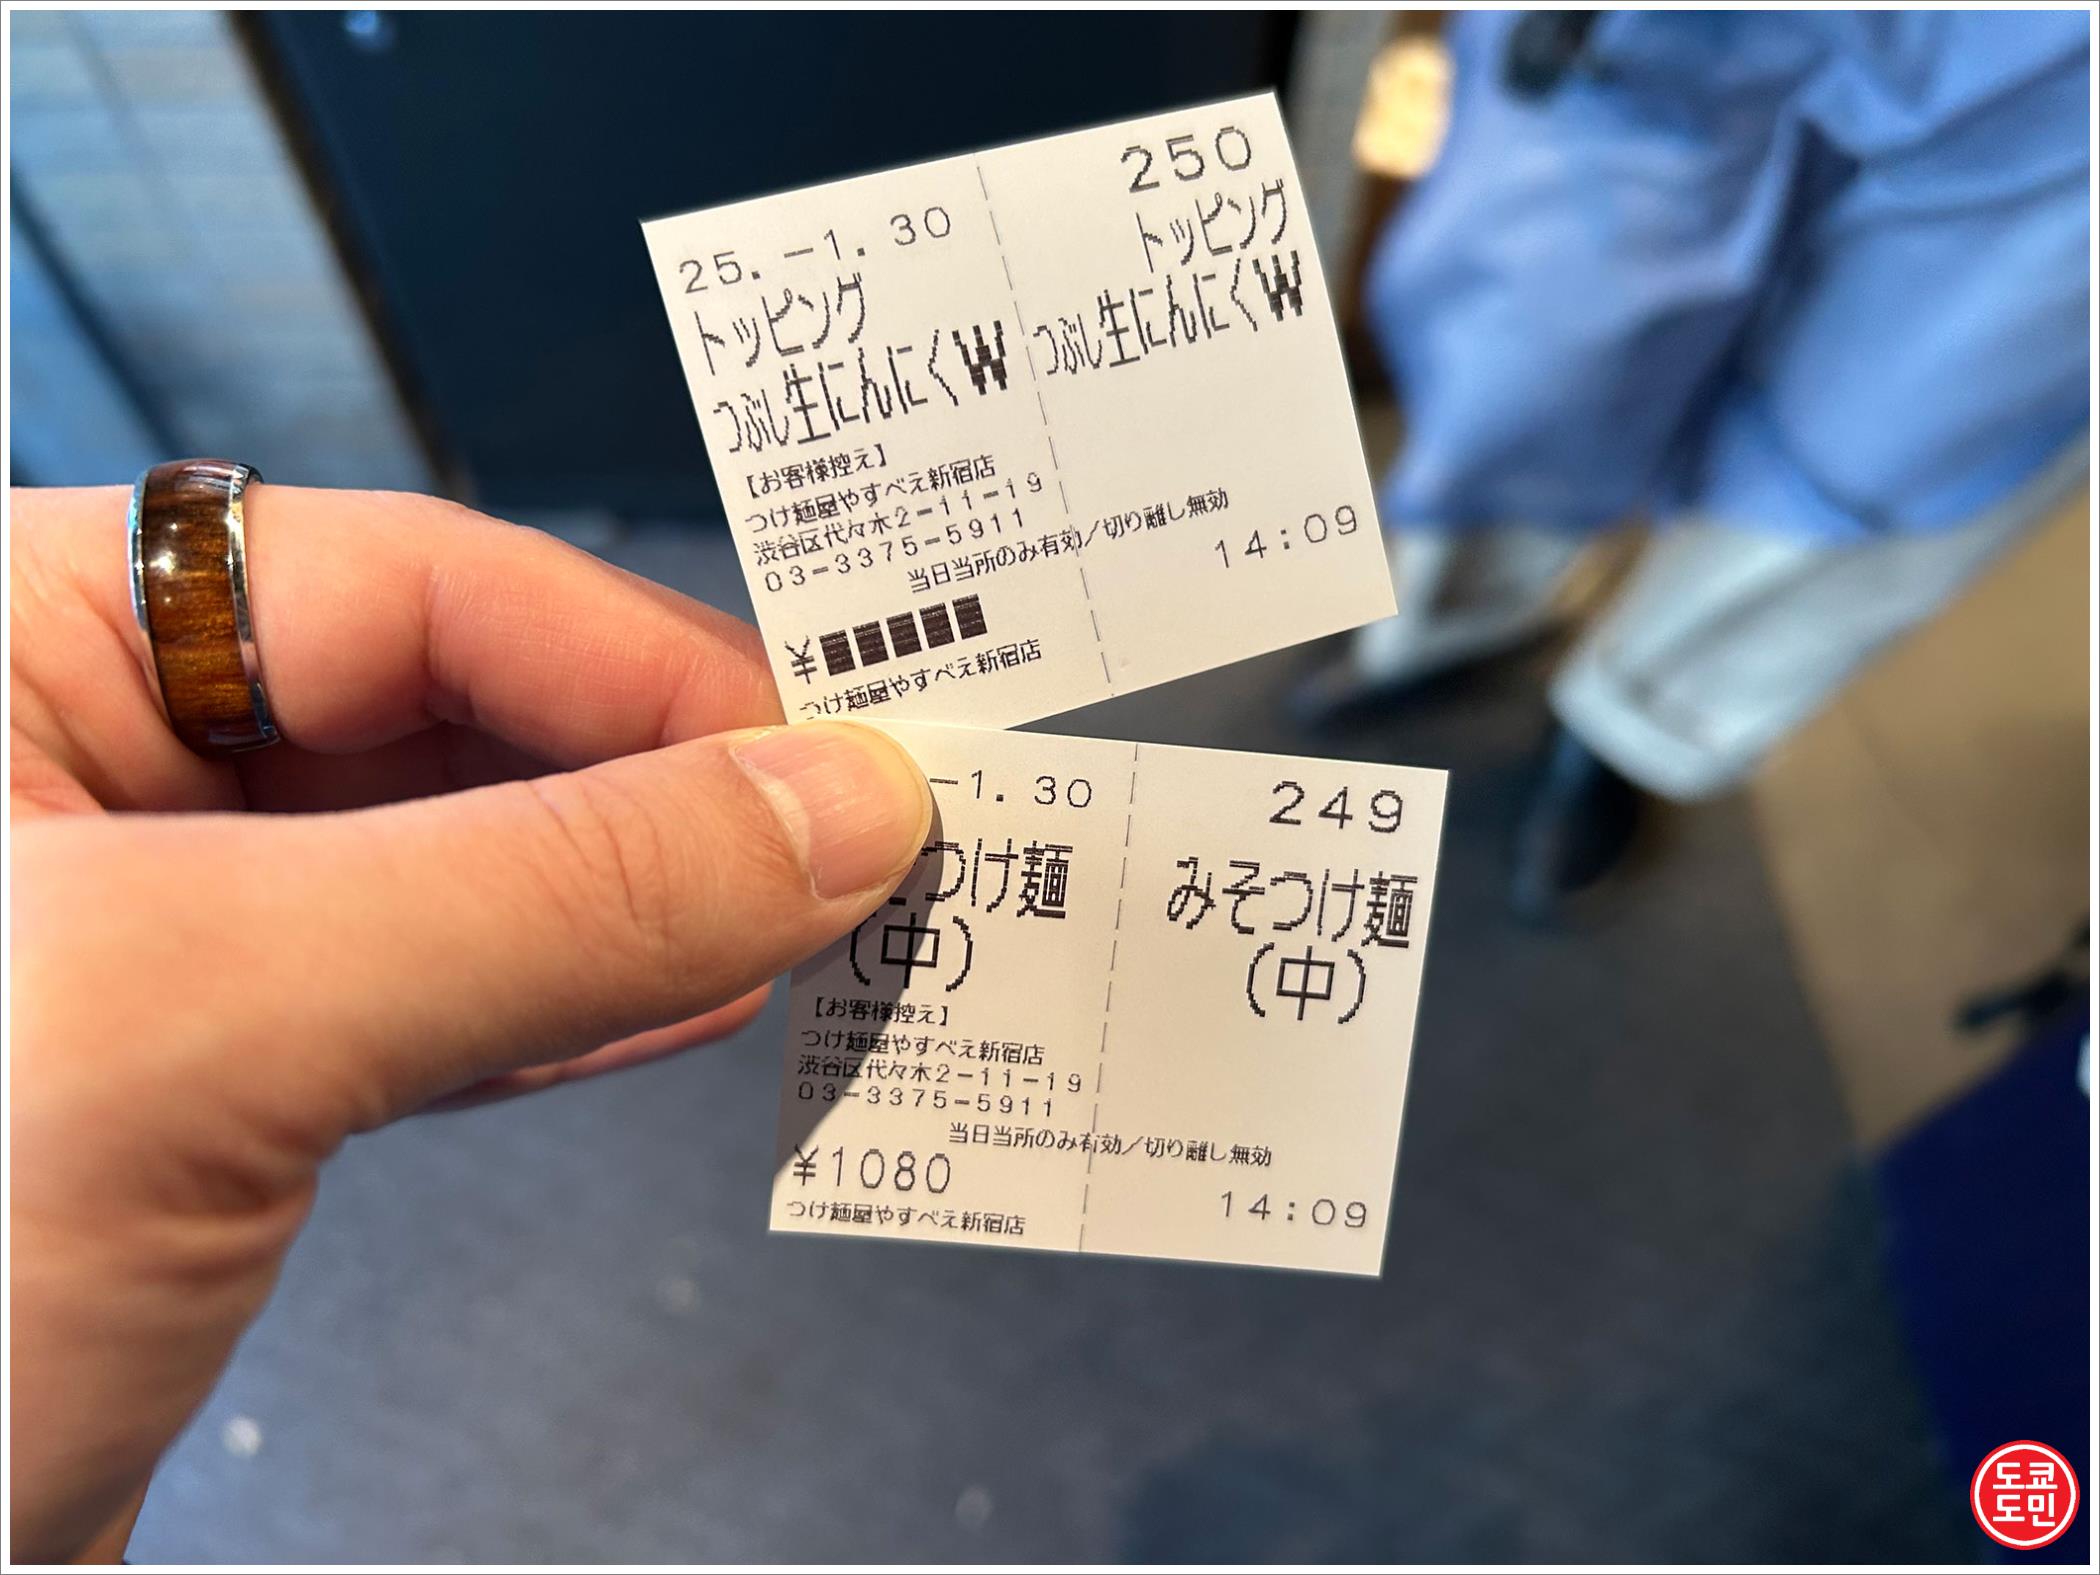 250
25.-1.30
トッピング
つぶし生にんにくW
トッピング
つぶし生にんにくW
【お客様控え】
つけ麺屋やすべえ新宿店
渋谷区代々木2-11-19
03-3375-5911
当日当所のみ有効/切り離し無効
14:09
¥
つけ麺屋やすべえ新宿店
249
-1.30
つけ麺
(中)
みそつけ麺
(中)
【お客様控え】
つけ麺屋やすべえ新宿店
渋谷区代々木2-11-19
03-3375-5911
当日当所のみ有効/切り離し無効
¥1080
14:09
つけ麺屋やすべえ新宿店
도쿄
도민